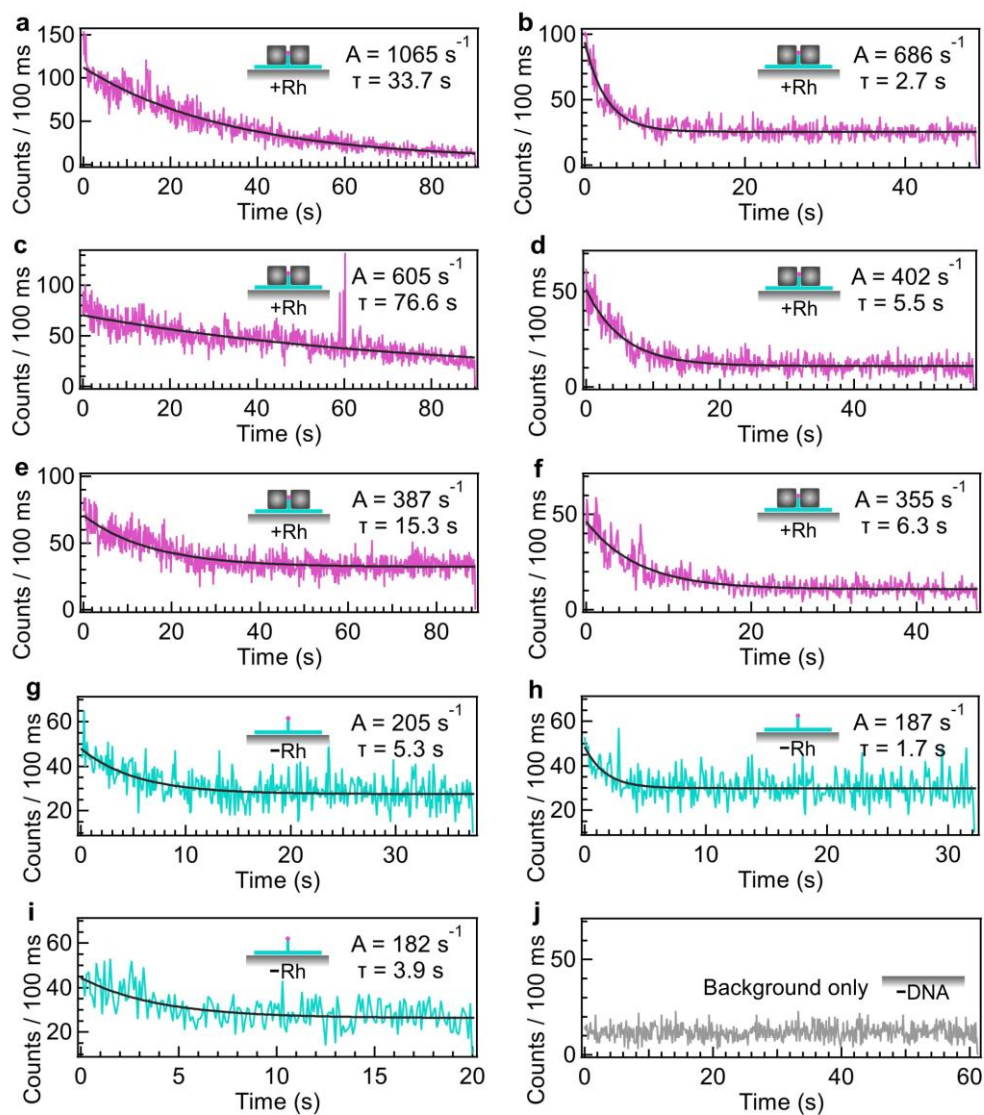 a
Counts / 100 ms
150
100
50
0
0 20 40 60 80
Time (s)
+Rh
A = 1065 s⁻¹
τ = 33.7 s
b
Counts / 100 ms
100
50
0
0 20 40
Time (s)
+Rh
A = 686 s⁻¹
τ = 2.7 s
c
Counts / 100 ms
100
50
0
0 20 40 60 80
Time (s)
+Rh
A = 605 s⁻¹
τ = 76.6 s
d
Counts / 100 ms
50
0
0 20 40
Time (s)
+Rh
A = 402 s⁻¹
τ = 5.5 s
e
Counts / 100 ms
100
50
0
0 20 40 60 80
Time (s)
+Rh
A = 387 s⁻¹
τ = 15.3 s
f
Counts / 100 ms
50
0
0 20 40
Time (s)
+Rh
A = 355 s⁻¹
τ = 6.3 s
g
Counts / 100 ms
60
40
20
0 10 20 30
Time (s)
−Rh
A = 205 s⁻¹
τ = 5.3 s
h
Counts / 100 ms
60
40
20
0 10 20 30
Time (s)
−Rh
A = 187 s⁻¹
τ = 1.7 s
i
Counts / 100 ms
60
40
20
0 5 10 15 20
Time (s)
−Rh
A = 182 s⁻¹
τ = 3.9 s
j
Counts / 100 ms
50
0
0 20 40 60
Time (s)
Background only
−DNA